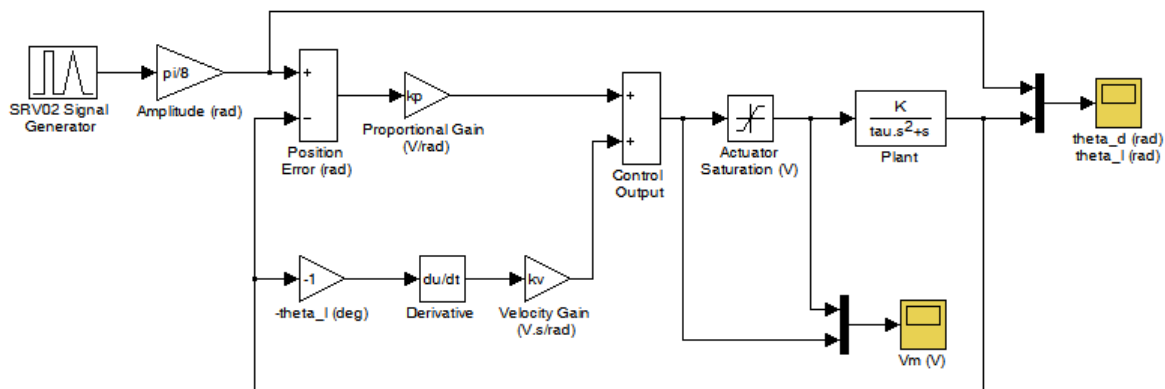 SRV02 Signal
Generator
pi/8
Amplitude (rad)
+
−
Position
Error (rad)
kp
Proportional Gain
(V/rad)
+
+
Control
Output
Actuator
Saturation (V)
K
tau.s²+s
Plant
theta_d (rad)
theta_l (rad)
-1
-theta_l (deg)
du/dt
Derivative
kv
Velocity Gain
(V.s/rad)
Vm (V)